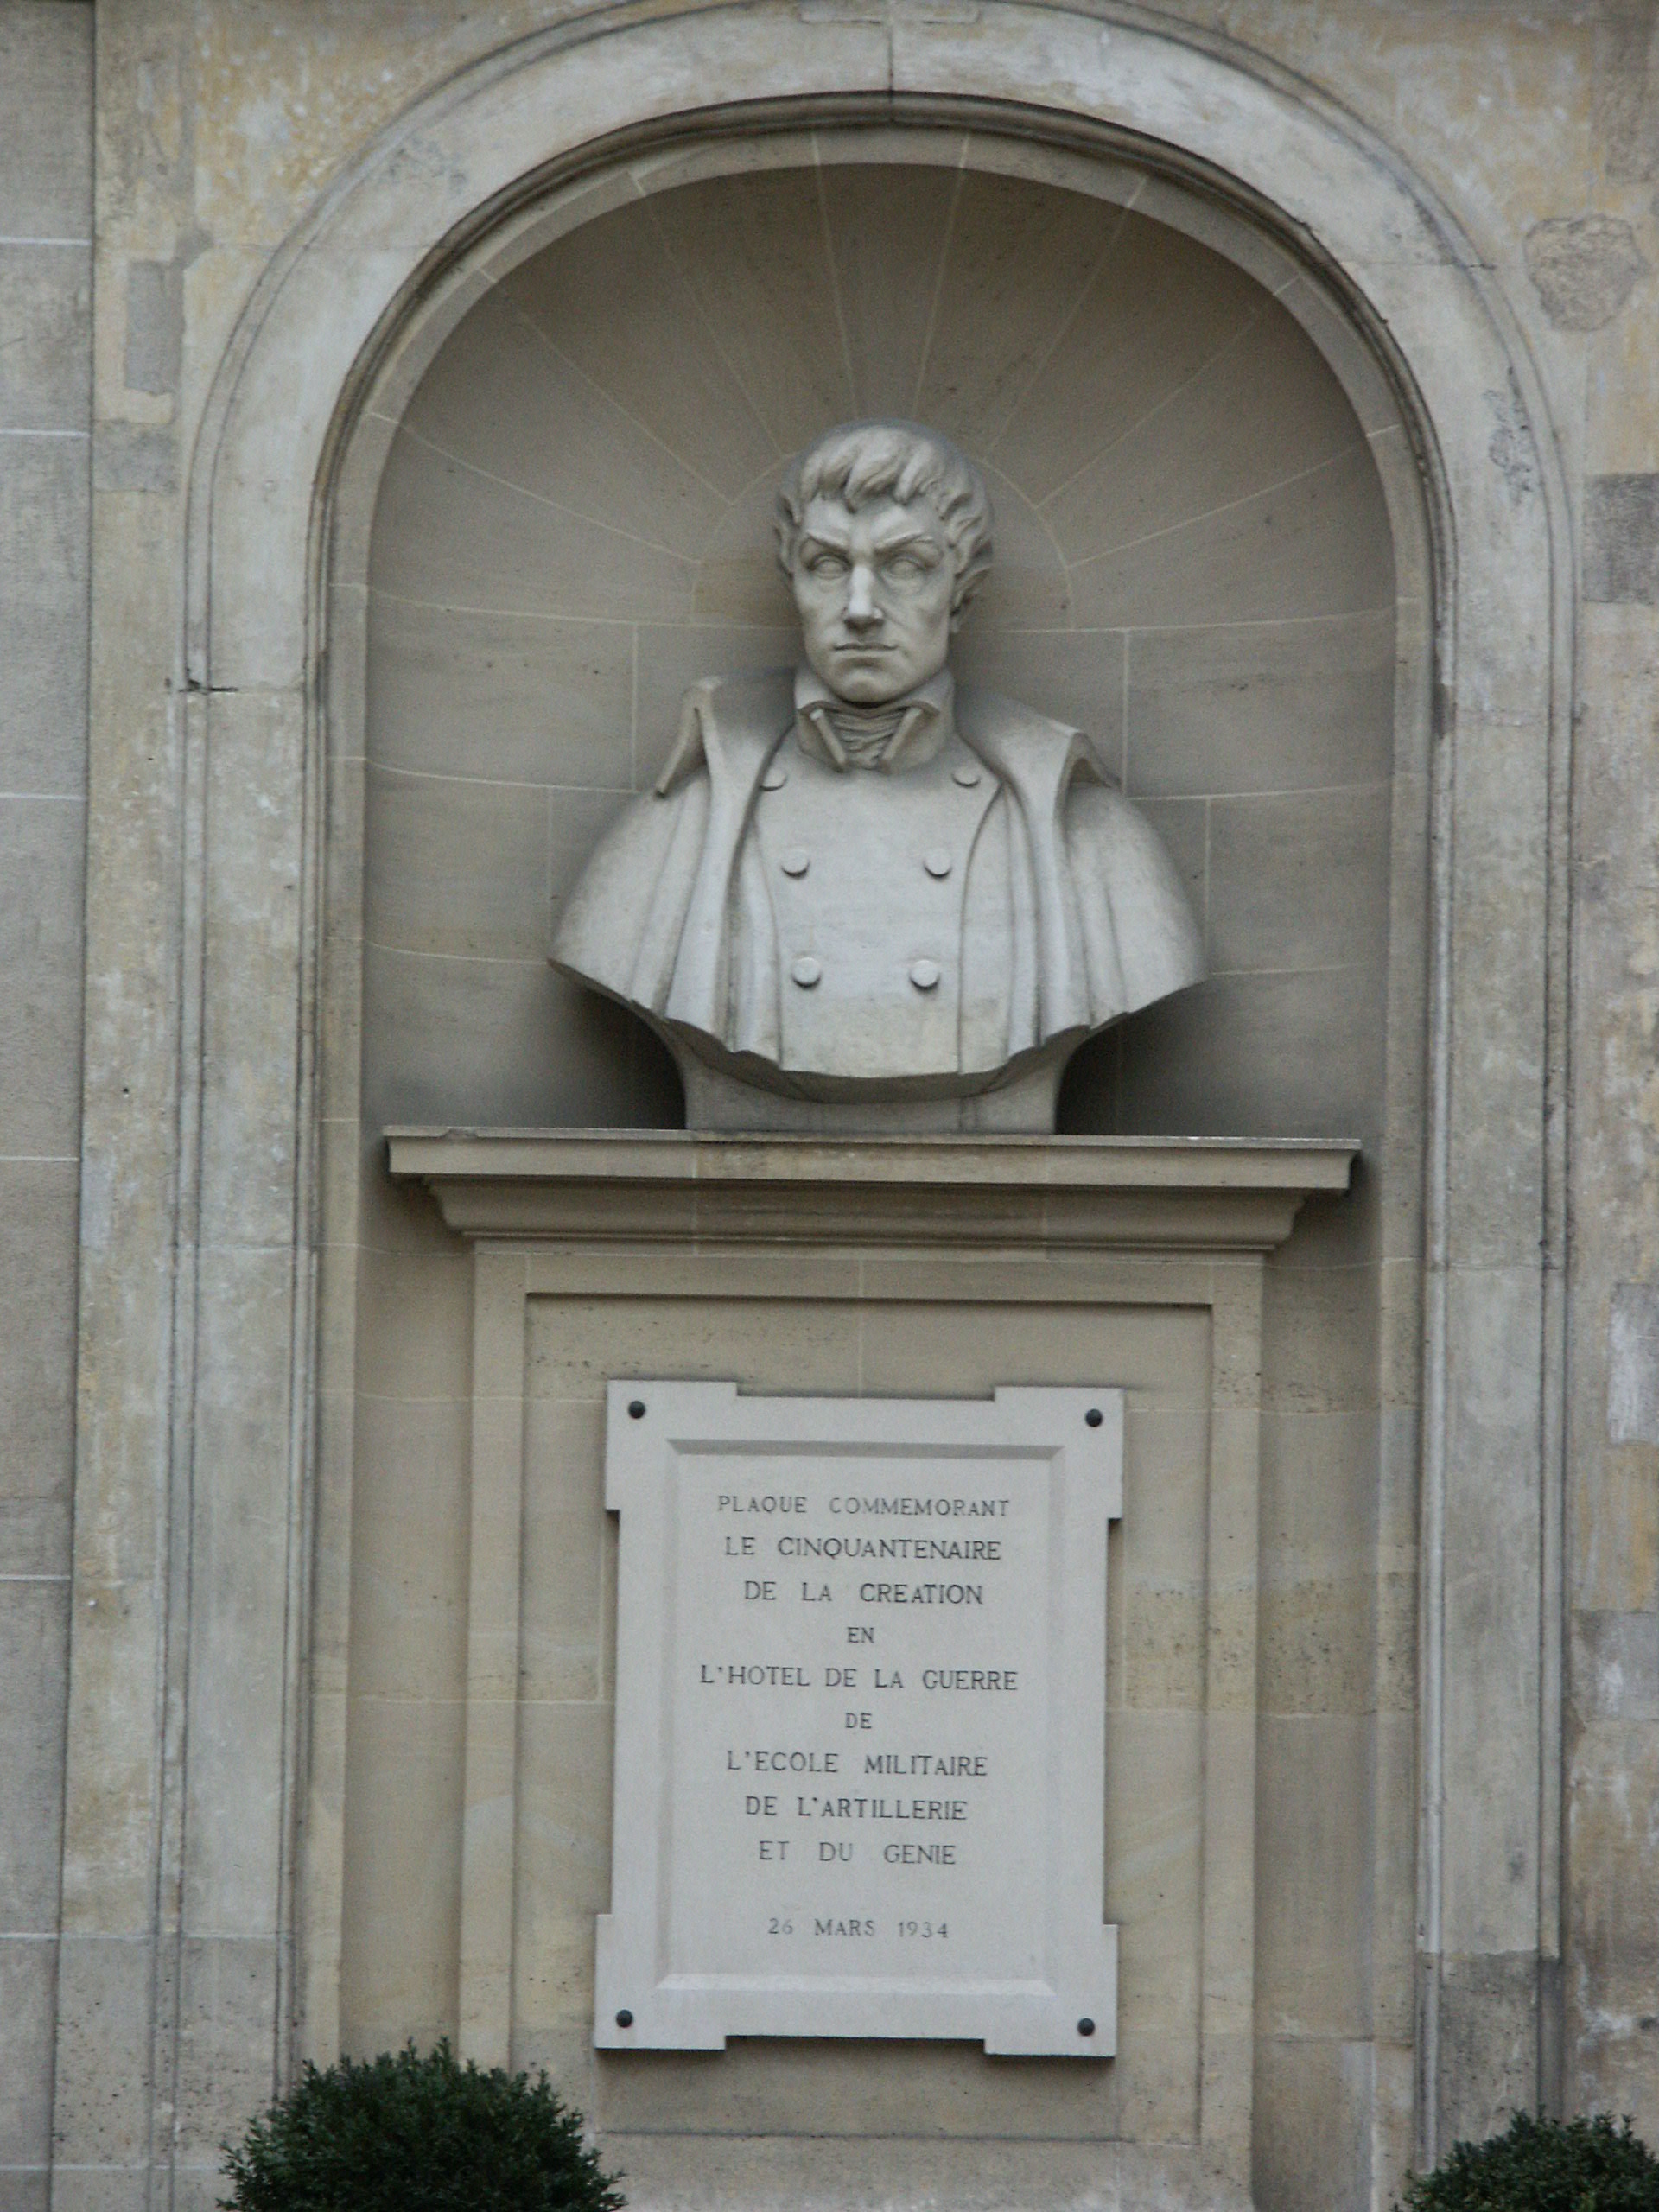 PLAQUE COMMEMORANT
LE CINQUANTENAIRE
DE LA CREATION
EN
L'HOTEL DE LA GUERRE
DE
L'ECOLE MILITAIRE
DE L'ARTILLERIE
ET DU GENIE
26 MARS 1934